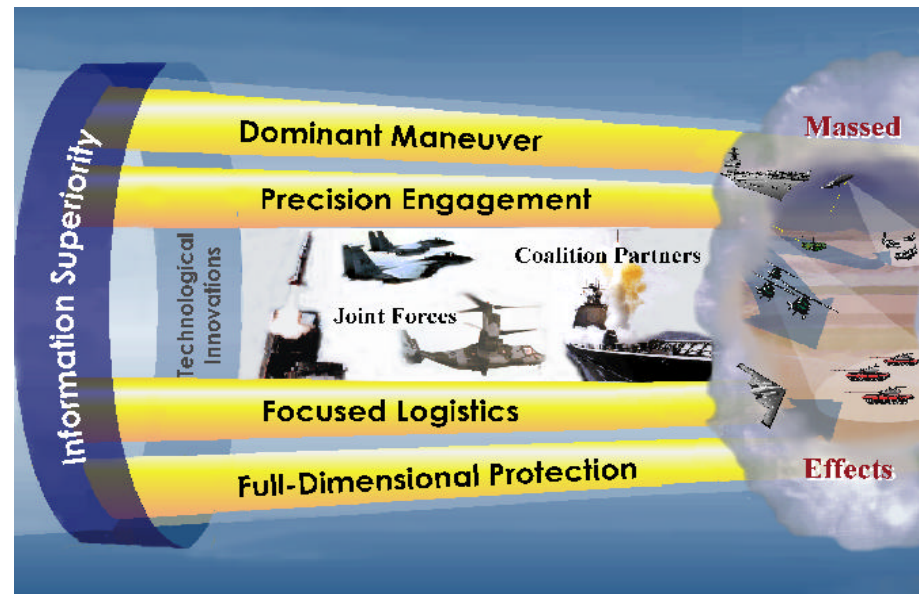 Information Superiority
Technological
Innovations
Dominant Maneuver
Precision Engagement
Coalition Partners
Joint Forces
Focused Logistics
Full-Dimensional Protection
Massed
Effects